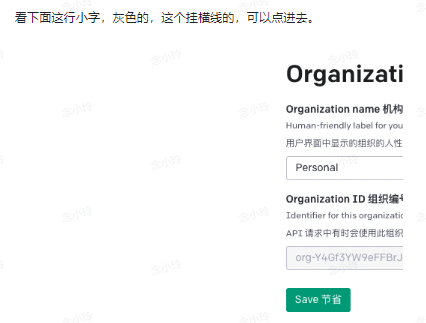 看下面这行小字，灰色的，这个挂横线的，可以点进去。
Organizati
Organization name 机构
Human-friendly label for you
用户界面中显示的组织的人性
Personal
Organization ID 组织编号
Identifier for this organizatio
API 请求中有时会使用此组织
org-Y4Gf3YW9eFFBrJ
Save 节省